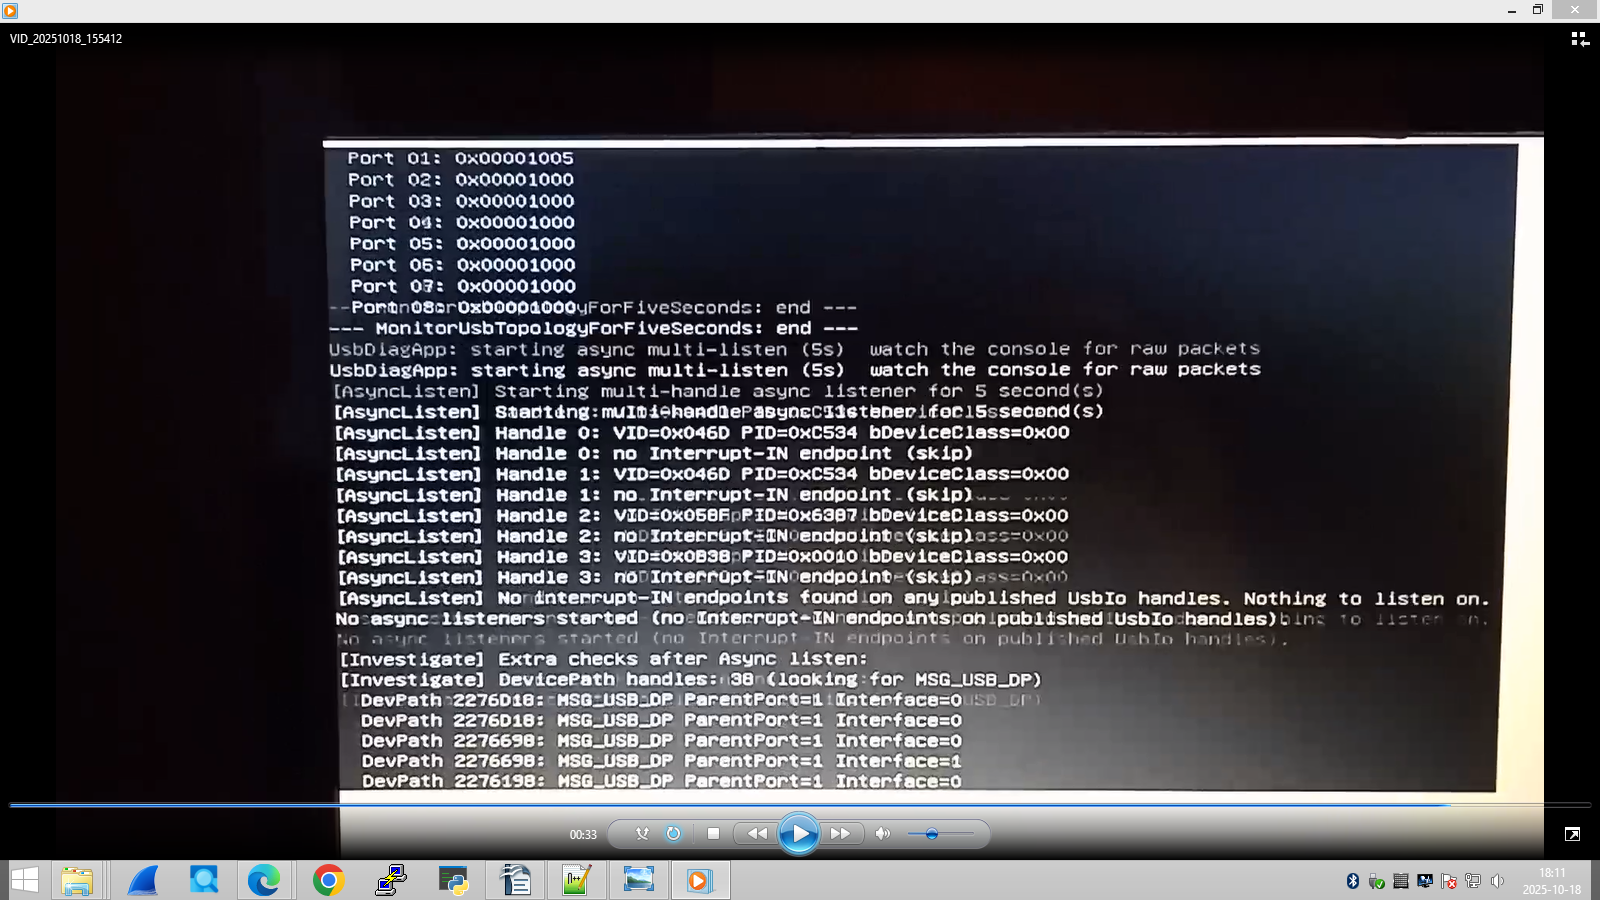 VID_20251018_155412
Port 01: 0x00001005
Port 02: 0x00001000
Port 03: 0x00001000
Port 04: 0x00001000
Port 05: 0x00001000
Port 06: 0x00001000
Port 07: 0x00001000
Port 08: 0x00001000
--- MonitorUsbTopologyForFiveSeconds: end ---
UsbDiagApp: starting async multi-listen (5s) watch the console for raw packets
UsbDiagApp: starting async multi-listen (5s) watch the console for raw packets
[AsyncListen] Starting multi-handle async listener for 5 second(s)
[AsyncListen] Starting multi-handle async listener for 5 second(s)
[AsyncListen] Handle 0: VID=0x046D PID=0xC534 bDeviceClass=0x00
[AsyncListen] Handle 0: no Interrupt-IN endpoint (skip)
[AsyncListen] Handle 1: VID=0x046D PID=0xC534 bDeviceClass=0x00
[AsyncListen] Handle 1: no Interrupt-IN endpoint (skip)
[AsyncListen] Handle 2: VID=0x058F PID=0x6387 bDeviceClass=0x00
[AsyncListen] Handle 2: no Interrupt-IN endpoint (skip)
[AsyncListen] Handle 3: VID=0x0B38 PID=0x0010 bDeviceClass=0x00
[AsyncListen] Handle 3: no Interrupt-IN endpoint (skip)
[AsyncListen] No interrupt-IN endpoints found on any published UsbIo handles. Nothing to listen on.
No async listeners started (no Interrupt-IN endpoints on published UsbIo handles)
No async listeners started (no Interrupt-IN endpoints on published UsbIo handles).
[Investigate] Extra checks after Async listen:
[Investigate] DevicePath handles: 38 (looking for MSG_USB_DP)
DevPath 2276D18: MSG_USB_DP ParentPort=1 Interface=0
DevPath 2276D18: MSG_USB_DP ParentPort=1 Interface=0
DevPath 2276698: MSG_USB_DP ParentPort=1 Interface=0
DevPath 2276698: MSG_USB_DP ParentPort=1 Interface=1
DevPath 2276198: MSG_USB_DP ParentPort=1 Interface=0
00:33
18:11
2025-10-18